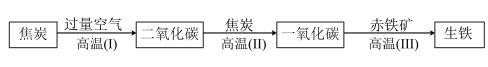 焦炭 过量空气 高温(I) 二氧化碳 焦炭 高温(II) 一氧化碳 赤铁矿 高温(III) 生铁